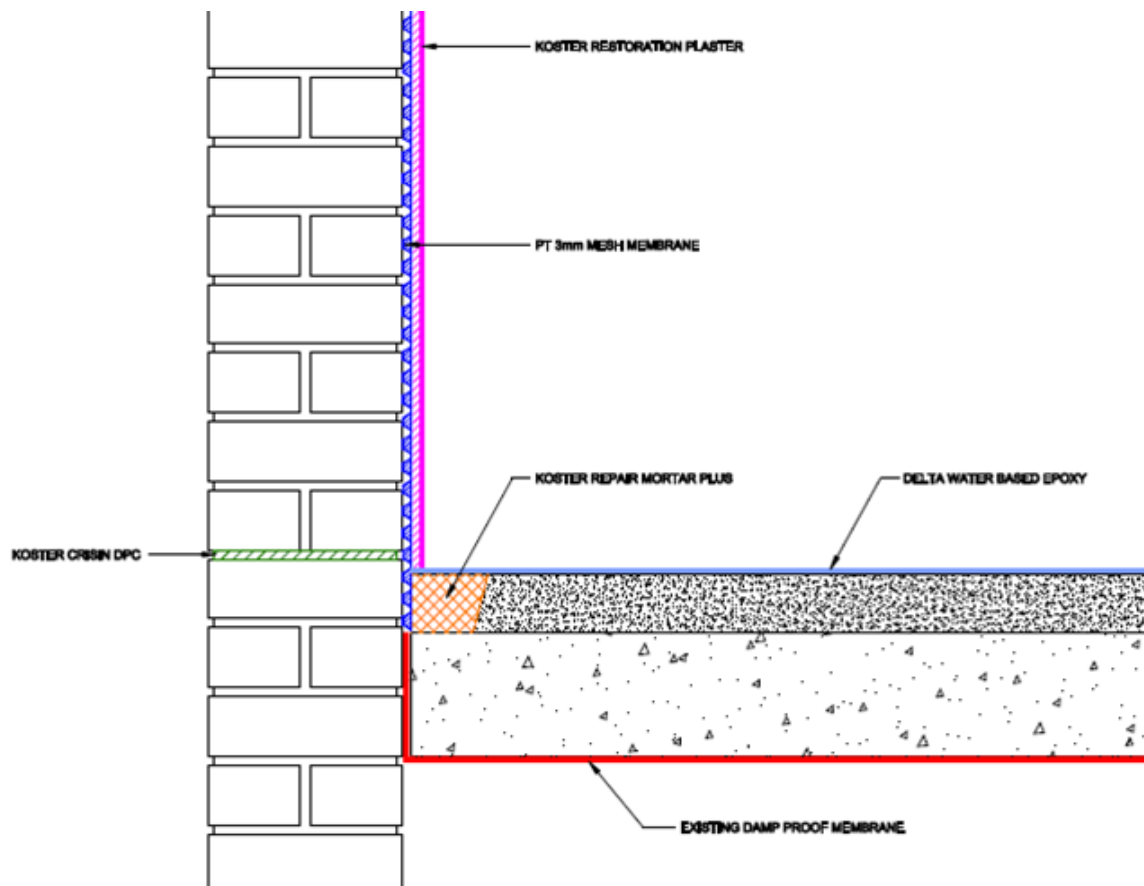 KOSTER RESTORATION PLASTER
PT 3mm MESH MEMBRANE
KOSTER REPAIR MORTAR PLUS
DELTA WATER BASED EPOXY
KOSTER CRISIN DPC
EXISTING DAMP PROOF MEMBRANE